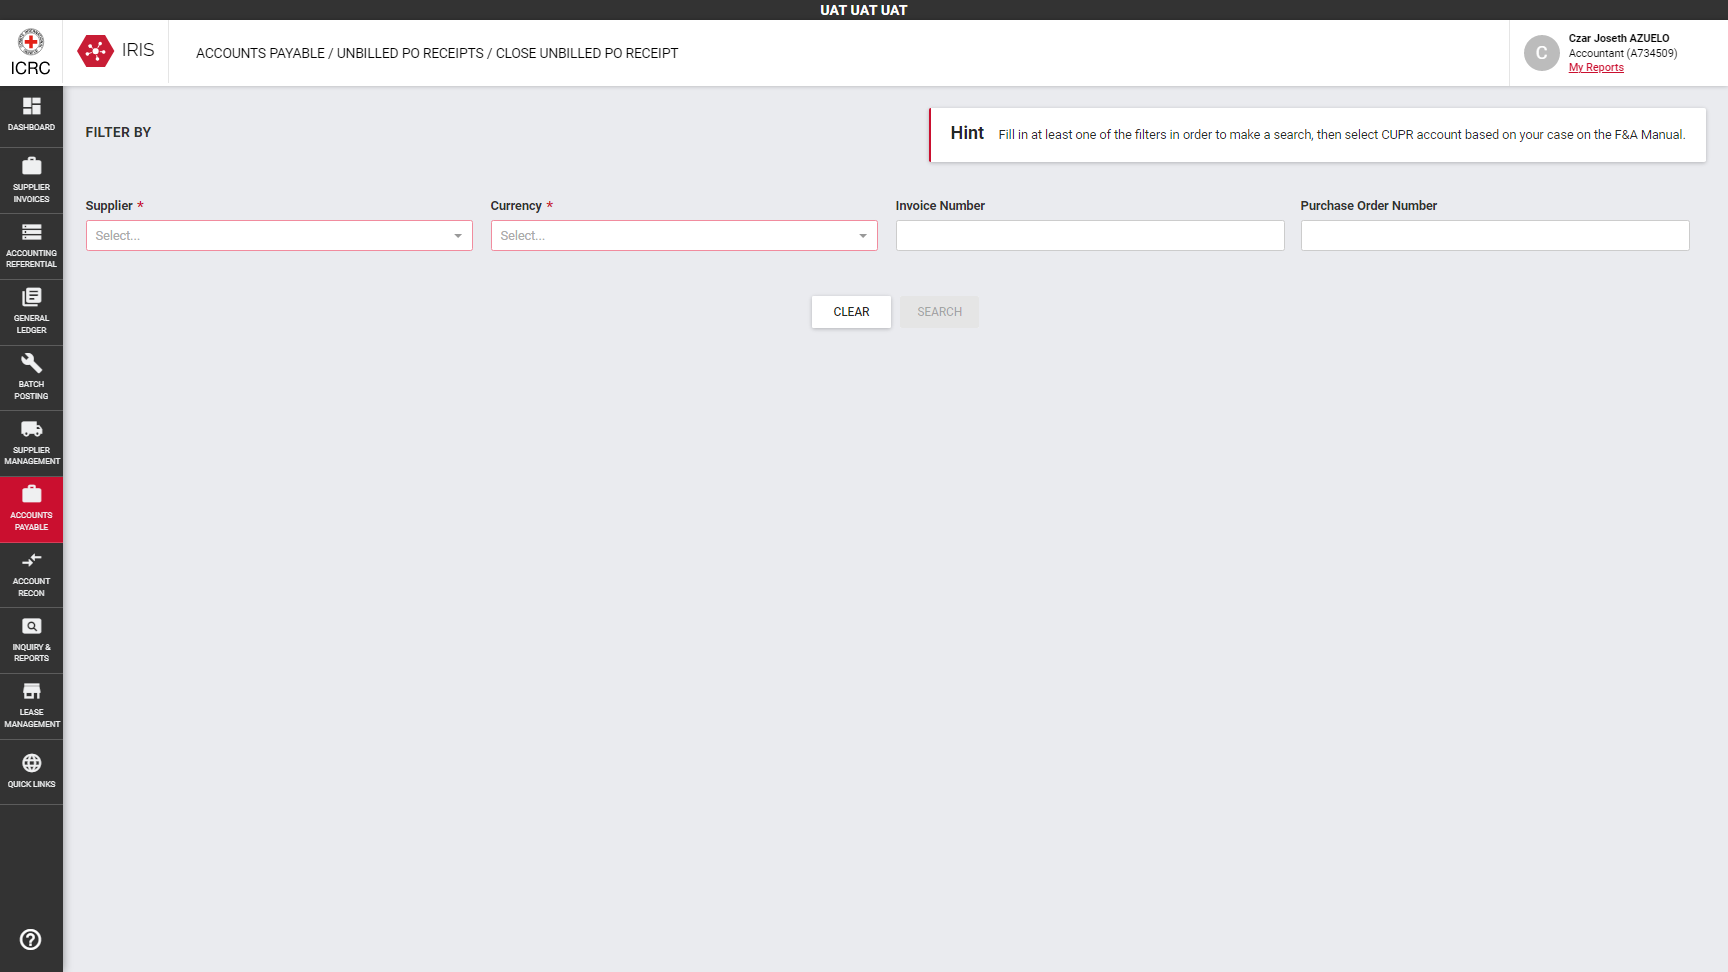 UAT UAT UAT
ICRC
IRIS
ACCOUNTS PAYABLE / UNBILLED PO RECEIPTS / CLOSE UNBILLED PO RECEIPT
C
Czar Joseth AZUELO
Accountant (A734509)
My Reports
DASHBOARD
SUPPLIER
INVOICES
ACCOUNTING
REFERENTIAL
GENERAL
LEDGER
BATCH
POSTING
SUPPLIER
MANAGEMENT
ACCOUNTS
PAYABLE
ACCOUNT
RECON
INQUIRY &
REPORTS
LEASE
MANAGEMENT
QUICK LINKS
FILTER BY
Hint Fill in at least one of the filters in order to make a search, then select CUPR account based on your case on the F&A Manual.
Supplier *
Select...
Currency *
Select...
Invoice Number
Purchase Order Number
CLEAR
SEARCH